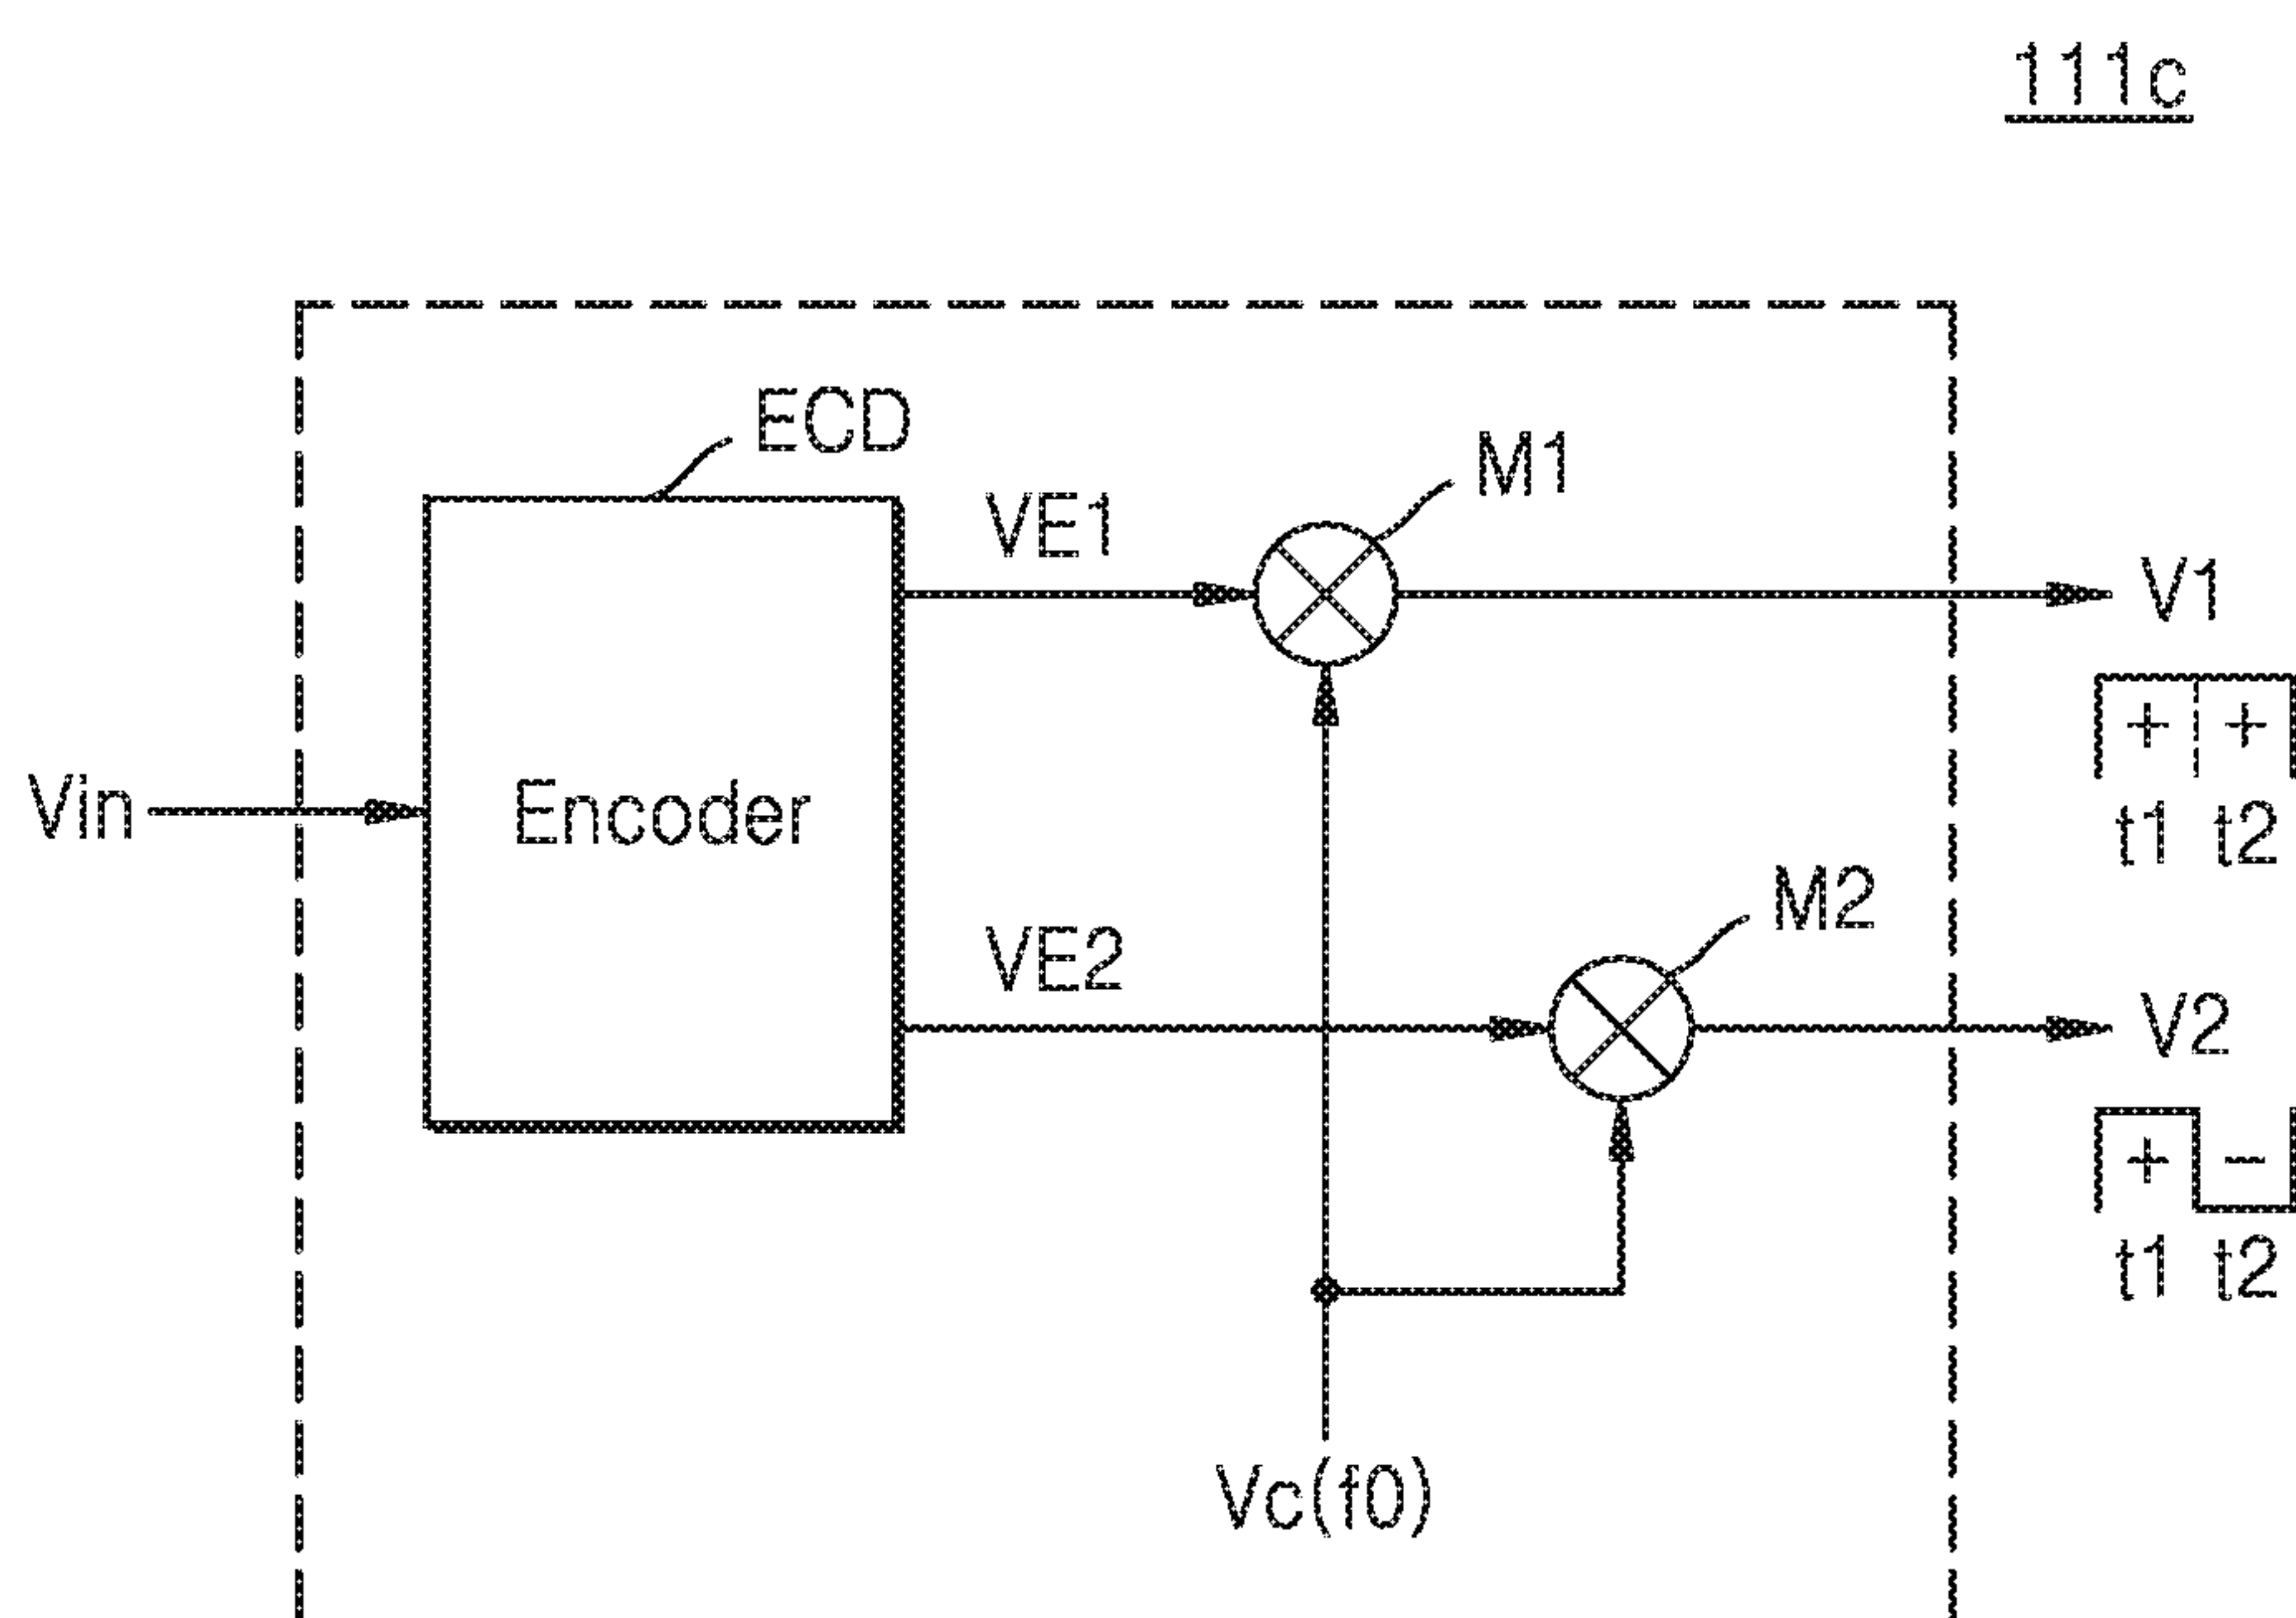 111c
ECD
M1
VE1
V1
+ +
t1 t2
Vin
Encoder
M2
VE2
V2
+ −
t1 t2
Vc(f0)